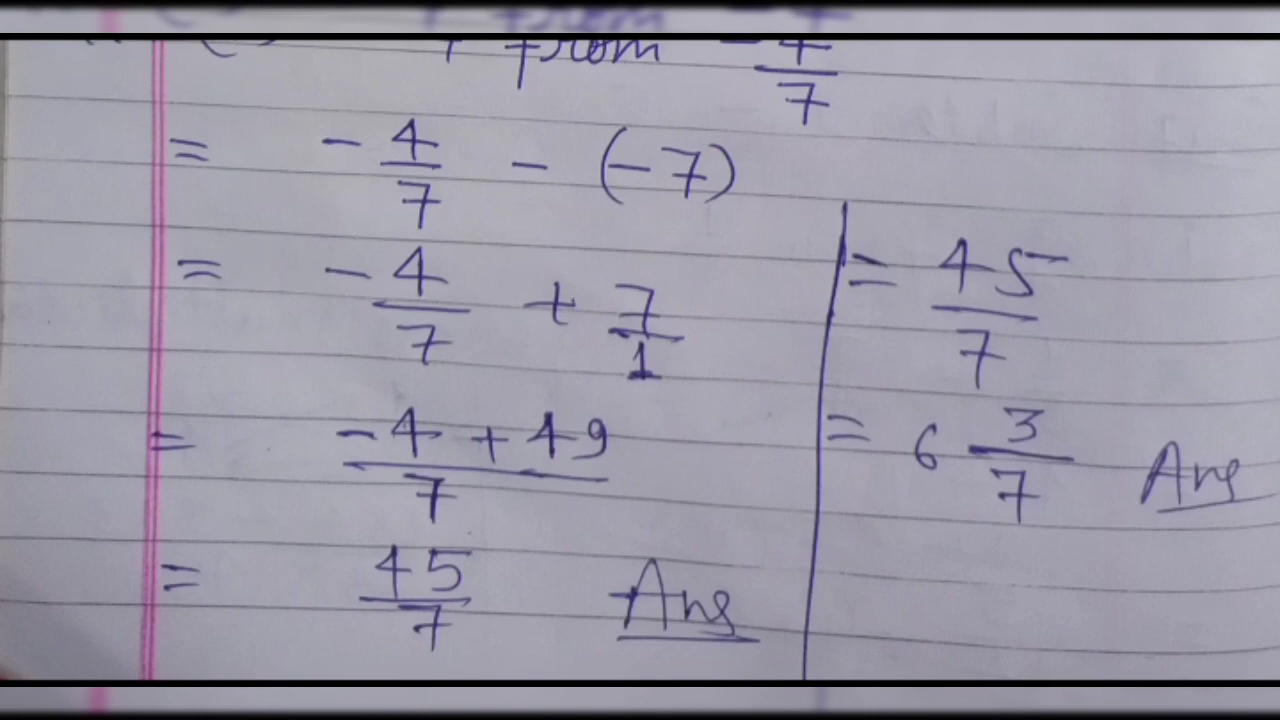 from -4/7
= -4/7 - (-7)
= -4/7 + 7/1
= -4 + 49/7
= 45/7 Ans
= 45/7
= 6 3/7 Ans